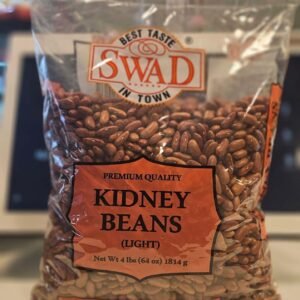 BEST TASTE
SWAD
IN TOWN
PREMIUM QUALITY
KIDNEY
BEANS
(LIGHT)
Net Wt 4 lbs (64 oz) 1814 g